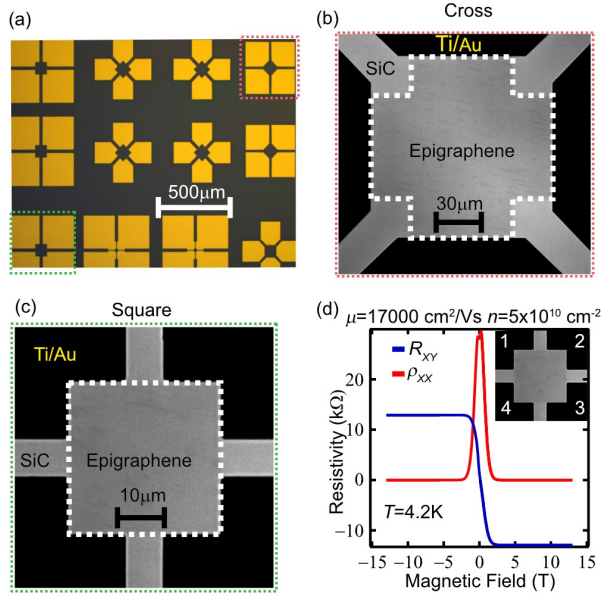 (a)
500μm
(b)
Cross
Ti/Au
SiC
Epigraphene
30μm
(c)
Square
Ti/Au
SiC
Epigraphene
10μm
(d)
μ=17000 cm²/Vs n=5x10¹⁰ cm⁻²
R_XY
ρ_XX
1 2
4 3
T=4.2K
Resistivity (kΩ)
20
10
0
−10
−15 −10 −5 0 5 10 15
Magnetic Field (T)